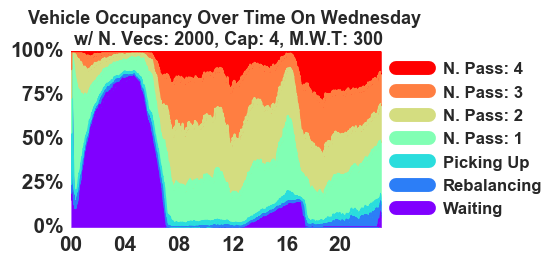 Vehicle Occupancy Over Time On Wednesday
w/ N. Vecs: 2000, Cap: 4, M.W.T: 300
100%
75%
50%
25%
0%
00 04 08 12 16 20
N. Pass: 4
N. Pass: 3
N. Pass: 2
N. Pass: 1
Picking Up
Rebalancing
Waiting